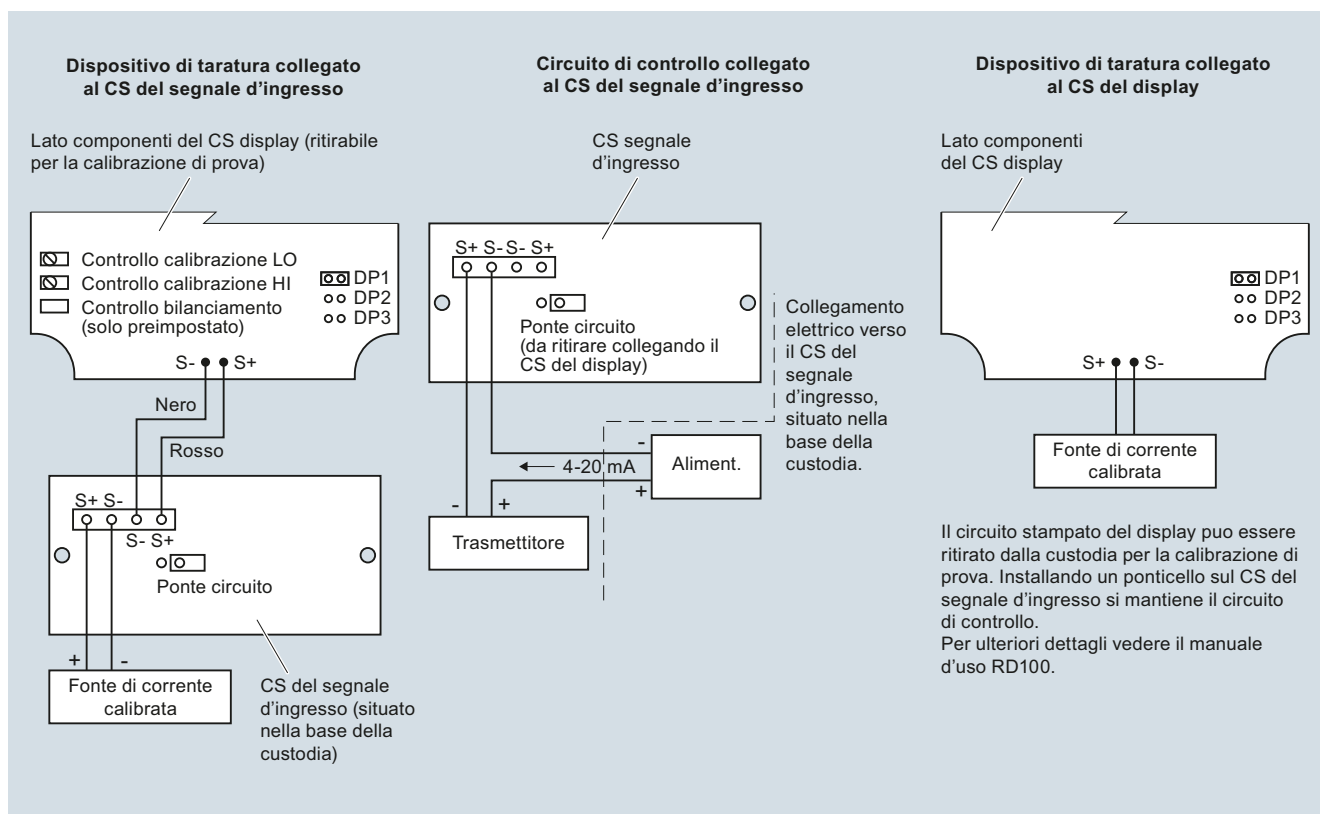 Dispositivo di taratura collegato
al CS del segnale d'ingresso
Lato componenti del CS display (ritirabile
per la calibrazione di prova)
Controllo calibrazione LO
Controllo calibrazione HI
Controllo bilanciamento
(solo preimpostato)
DP1
DP2
DP3
S- S+
Nero
Rosso
S+ S-
S- S+
Ponte circuito
+ -
Fonte di corrente
calibrata
CS del segnale
d'ingresso (situato
nella base della
custodia)
Circuito di controllo collegato
al CS del segnale d'ingresso
CS segnale
d'ingresso
S+ S- S- S+
Ponte circuito
(da ritirare collegando il
CS del display)
Collegamento
elettrico verso
il CS del
segnale
d'ingresso,
situato nella
base della
custodia.
-
4-20 mA
Aliment.
+
- +
Trasmettitore
Dispositivo di taratura collegato
al CS del display
Lato componenti
del CS display
DP1
DP2
DP3
S+ S-
Fonte di corrente
calibrata
Il circuito stampato del display puo essere
ritirato dalla custodia per la calibrazione di
prova. Installando un ponticello sul CS del
segnale d'ingresso si mantiene il circuito
di controllo.
Per ulteriori dettagli vedere il manuale
d'uso RD100.